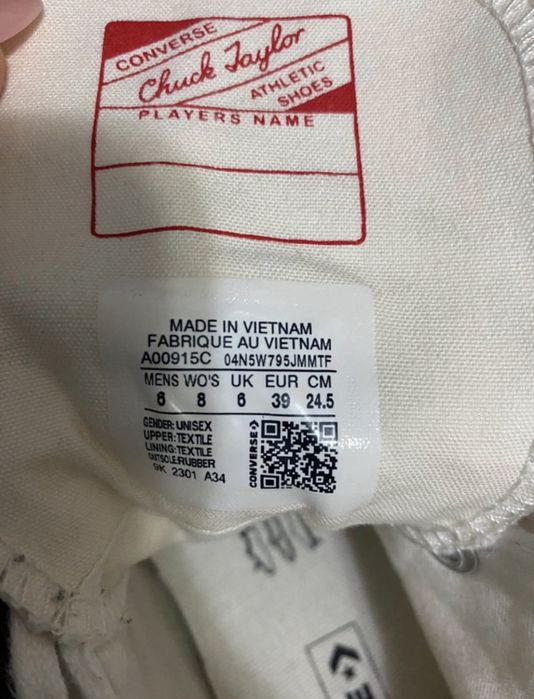 CONVERSE
Chuck Taylor
ATHLETIC
SHOES
PLAYERS NAME
MADE IN VIETNAM
FABRIQUE AU VIETNAM
A00915C 04N5W795JMMTF
MENS WO'S UK EUR CM
6 8 6 39 24.5
GENDER: UNISEX
UPPER: TEXTILE
LINING: TEXTILE
OUTSOLE:RUBBER
9K 2301 A34
CONVERSE